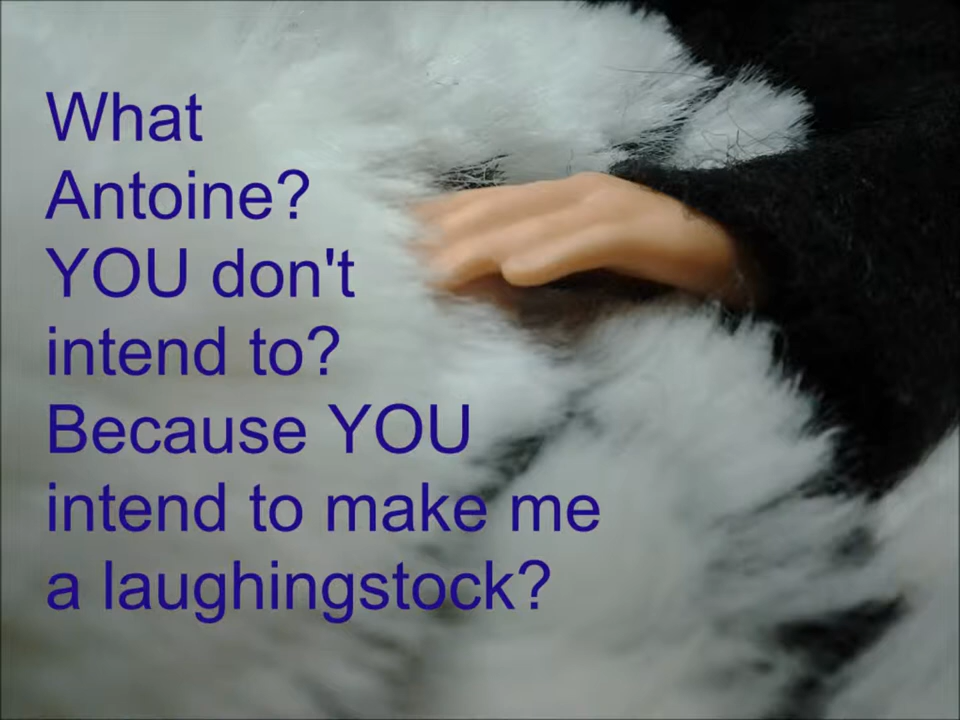 What
Antoine?
YOU don't
intend to?
Because YOU
intend to make me
a laughingstock?